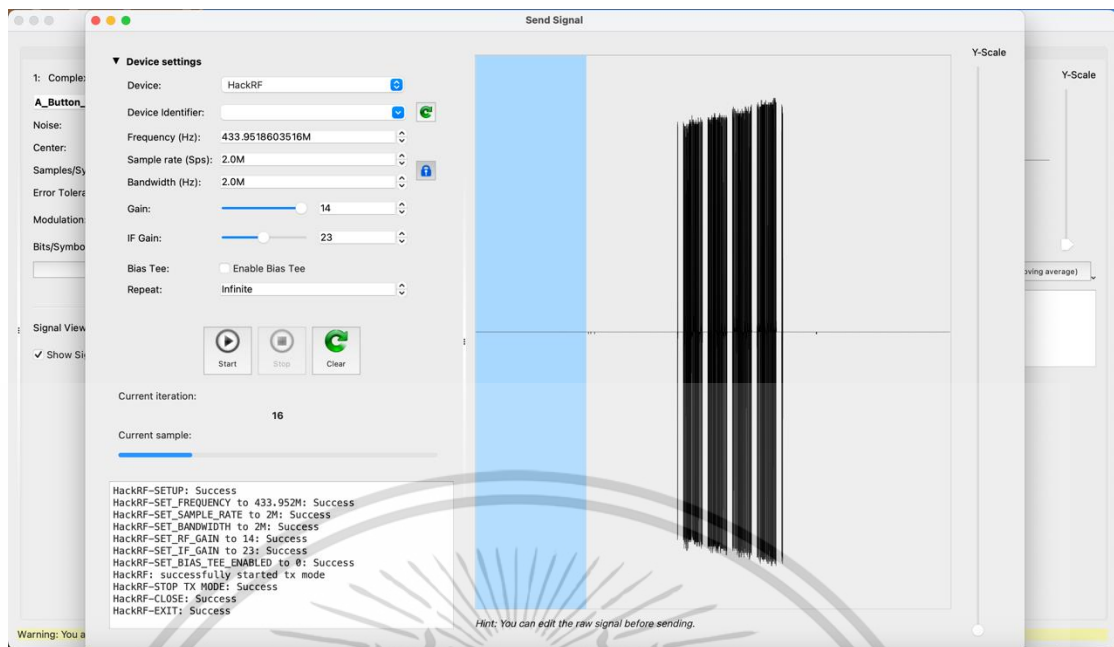 Send Signal
1: Comple
A_Button_
Noise:
Center:
Samples/Sy
Error Tolera
Modulation:
Bits/Symbo
Signal View
Show Si
Warning: You a
▼ Device settings
Device: HackRF
Device Identifier:
Frequency (Hz): 433.9518603516M
Sample rate (Sps): 2.0M
Bandwidth (Hz): 2.0M
Gain: 14
IF Gain: 23
Bias Tee: Enable Bias Tee
Repeat: Infinite
Start Stop Clear
Current iteration:
16
Current sample:
HackRF-SETUP: Success
HackRF-SET_FREQUENCY to 433.952M: Success
HackRF-SET_SAMPLE_RATE to 2M: Success
HackRF-SET_BANDWIDTH to 2M: Success
HackRF-SET_RF_GAIN to 14: Success
HackRF-SET_IF_GAIN to 23: Success
HackRF-SET_BIAS_TEE_ENABLED to 0: Success
HackRF: successfully started tx mode
HackRF-STOP TX MODE: Success
HackRF-CLOSE: Success
HackRF-EXIT: Success
Hint: You can edit the raw signal before sending.
Y-Scale
Y-Scale
oving average)